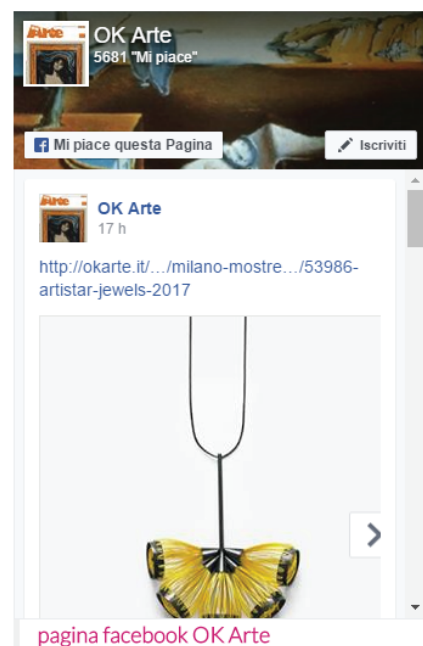 Arte
OK Arte
5681 "Mi piace"
Mi piace questa Pagina
Iscriviti
Arte
OK Arte
17 h
http://okarte.it/.../milano-mostre.../53986-
artistar-jewels-2017
pagina facebook OK Arte